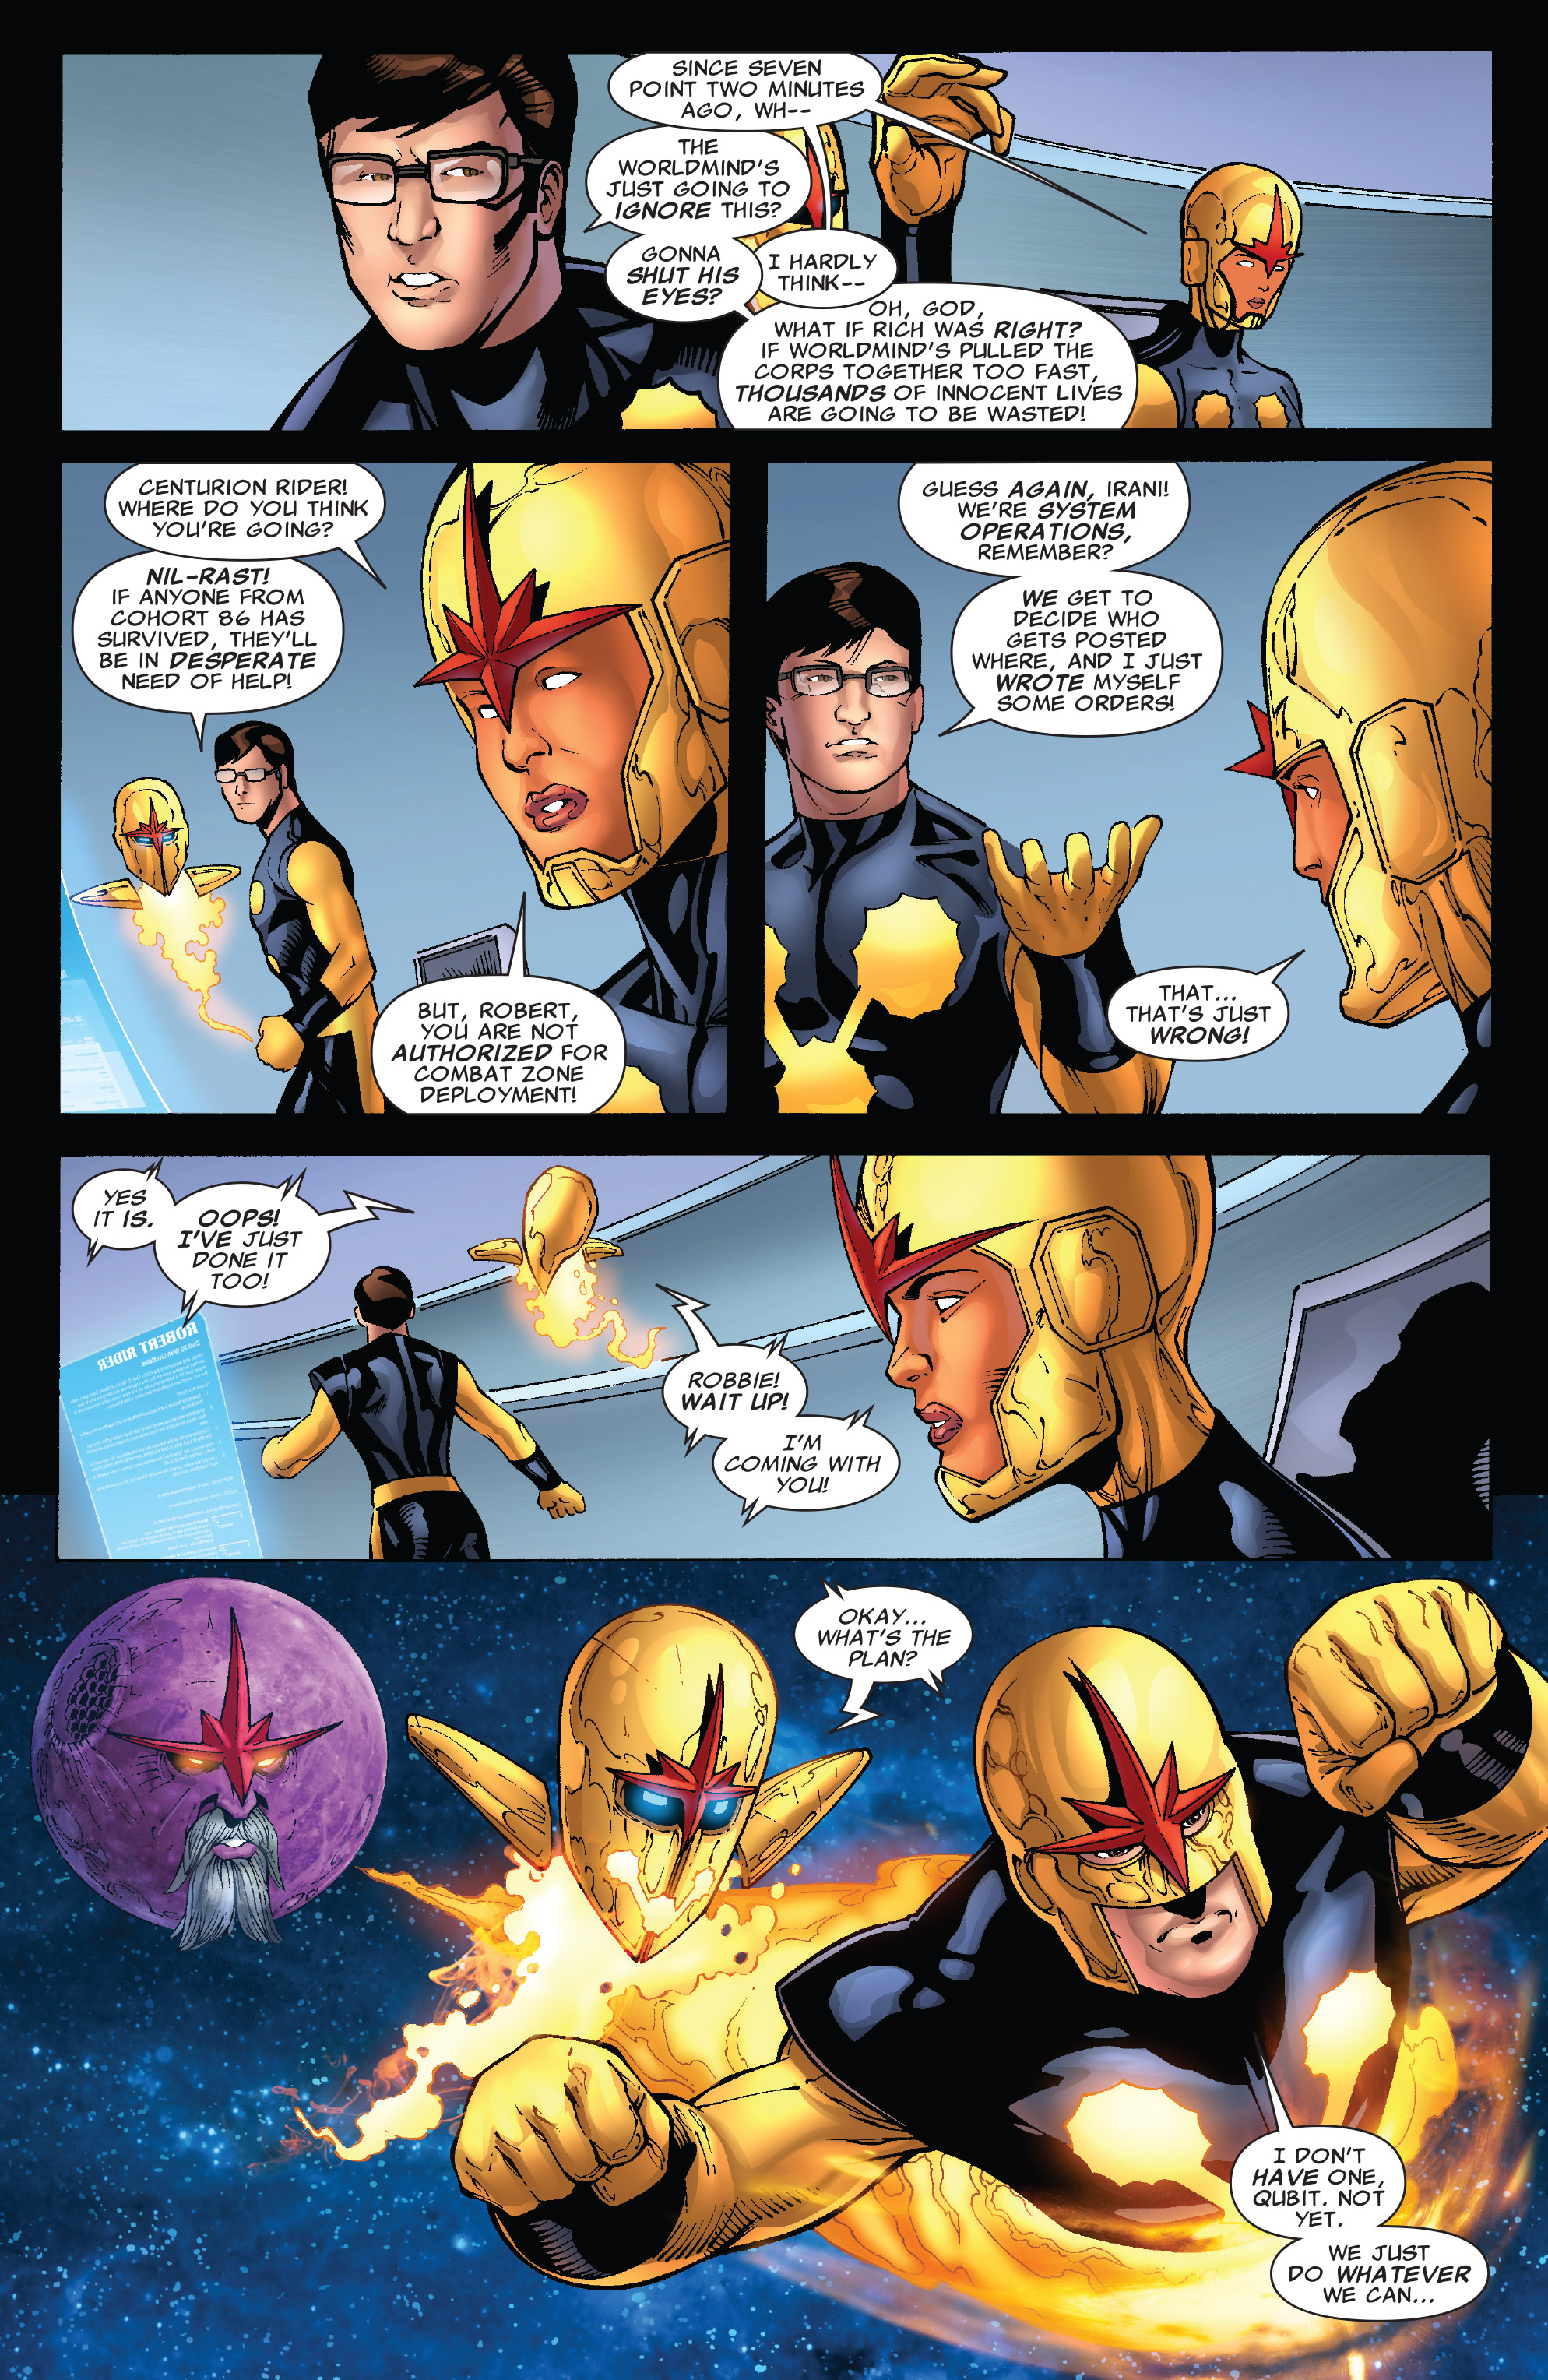 SINCE SEVEN
POINT TWO MINUTES
AGO, WH--
THE
WORLDMIND'S
JUST GOING TO
IGNORE THIS?
I HARDLY
THINK--
GONNA
SHUT HIS
EYES?
OH, GOD,
WHAT IF RICH WAS RIGHT?
IF WORLDMIND'S PULLED THE
CORPS TOGETHER TOO FAST,
THOUSANDS OF INNOCENT LIVES
ARE GOING TO BE WASTED!
CENTURION RIDER!
WHERE DO YOU THINK
YOU'RE GOING?
NIL-RAST!
IF ANYONE FROM
COHORT 86 HAS
SURVIVED, THEY'LL
BE IN DESPERATE
NEED OF HELP!
BUT, ROBERT,
YOU ARE NOT
AUTHORIZED FOR
COMBAT ZONE
DEPLOYMENT!
GUESS AGAIN, IRANI!
WE'RE SYSTEM
OPERATIONS,
REMEMBER?
WE GET TO
DECIDE WHO
GETS POSTED
WHERE, AND I JUST
WROTE MYSELF
SOME ORDERS!
THAT...
THAT'S JUST
WRONG!
YES
IT IS.
OOPS!
I'VE JUST
DONE IT
TOO!
ROBERT RIDER
ROBBIE!
WAIT UP!
I'M
COMING WITH
YOU!
OKAY...
WHAT'S THE
PLAN?
I DON'T
HAVE ONE,
QUBIT. NOT
YET.
WE JUST
DO WHATEVER
WE CAN...